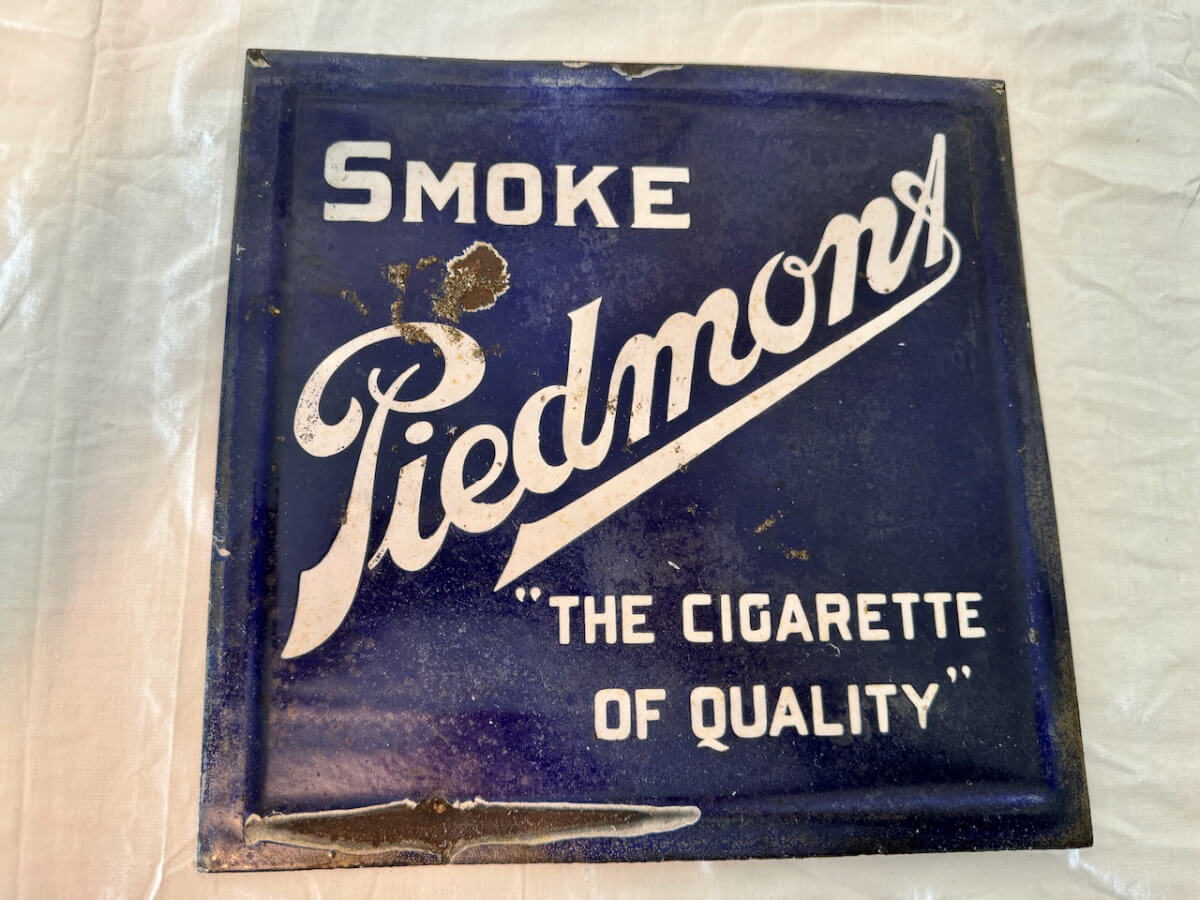 SMOKE
Piedmont
"THE CIGARETTE
OF QUALITY"